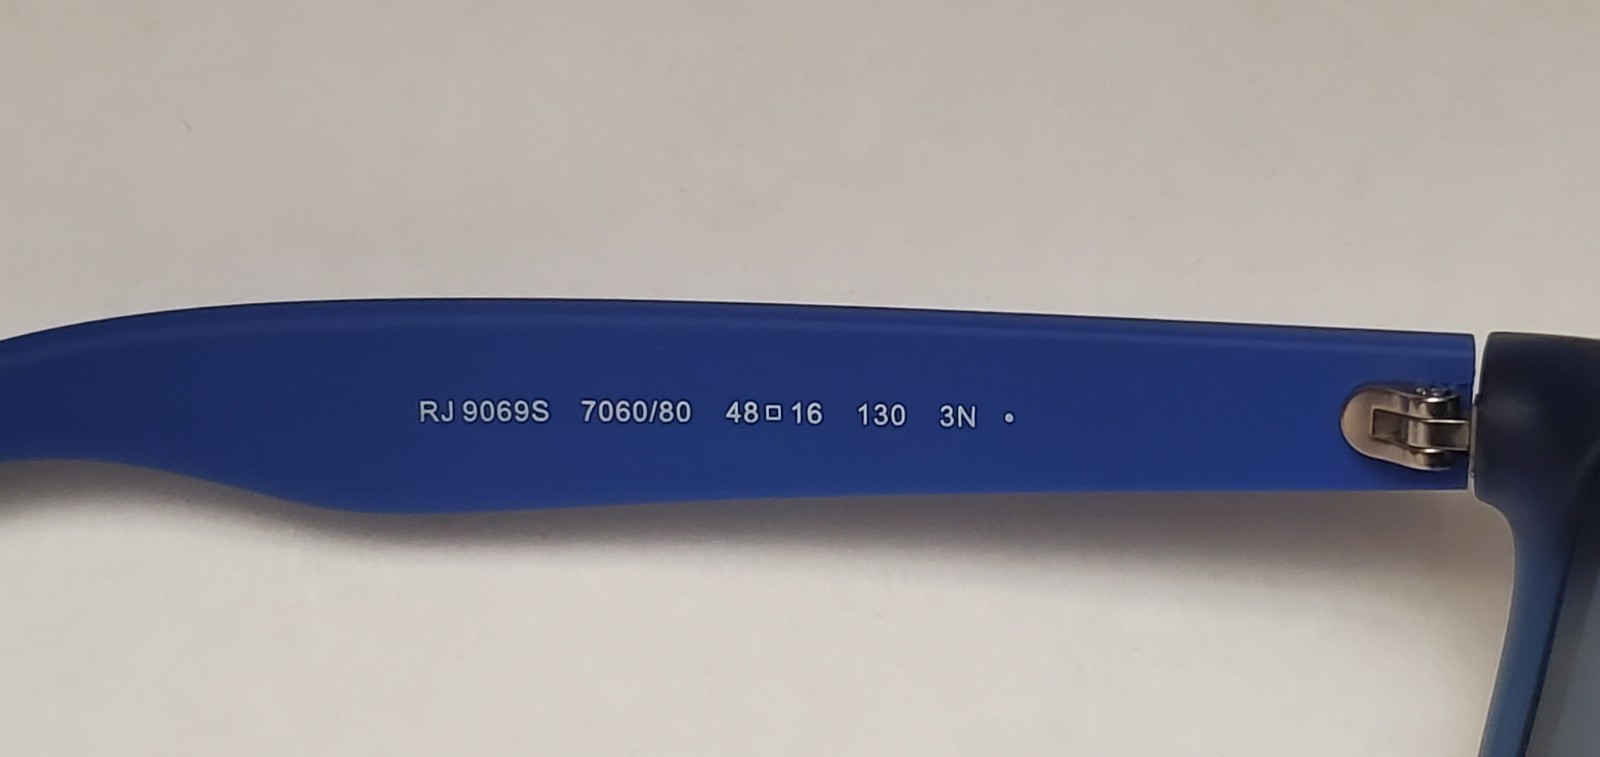 RJ 9069S 7060/80 48□16 130 3N •